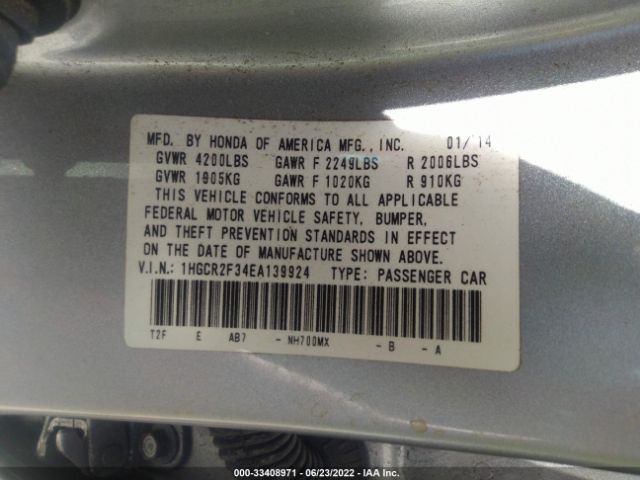 MFD. BY HONDA OF AMERICA MFG., INC. 01/14
GVWR 4200LBS GAWR F 2249LBS R 2006LBS
GVWR 1905KG GAWR F 1020KG R 910KG
THIS VEHICLE CONFORMS TO ALL APPLICABLE
FEDERAL MOTOR VEHICLE SAFETY, BUMPER,
AND THEFT PREVENTION STANDARDS IN EFFECT
ON THE DATE OF MANUFACTURE SHOWN ABOVE.
V.I.N.: 1HGCR2F34EA139924 TYPE: PASSENGER CAR
T2F E AB7 - NH700MX - B - A
000-33408971 | 06/23/2022 | IAA Inc.